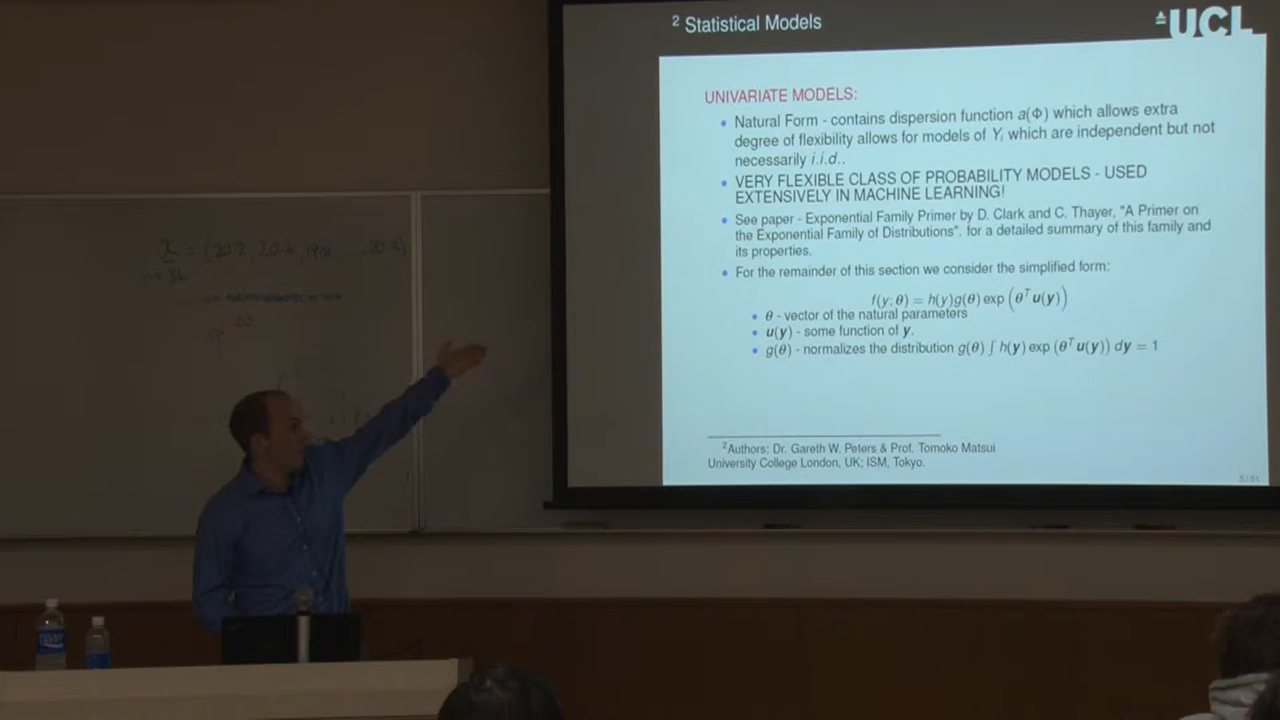 ² Statistical Models
UCL
UNIVARIATE MODELS:
• Natural Form - contains dispersion function a(Φ) which allows extra
degree of flexibility allows for models of Yᵢ which are independent but not
necessarily i.i.d..
• VERY FLEXIBLE CLASS OF PROBABILITY MODELS - USED
EXTENSIVELY IN MACHINE LEARNING!
• See paper - Exponential Family Primer by D. Clark and C. Thayer, "A Primer on
the Exponential Family of Distributions". for a detailed summary of this family and
its properties.
• For the remainder of this section we consider the simplified form:
f(y; θ) = h(y)g(θ) exp (θᵀu(y))
• θ - vector of the natural parameters
• u(y) - some function of y.
• g(θ) - normalizes the distribution g(θ) ∫ h(y) exp (θᵀu(y)) dy = 1
²Authors: Dr. Gareth W. Peters & Prof. Tomoko Matsui
University College London, UK; ISM, Tokyo.